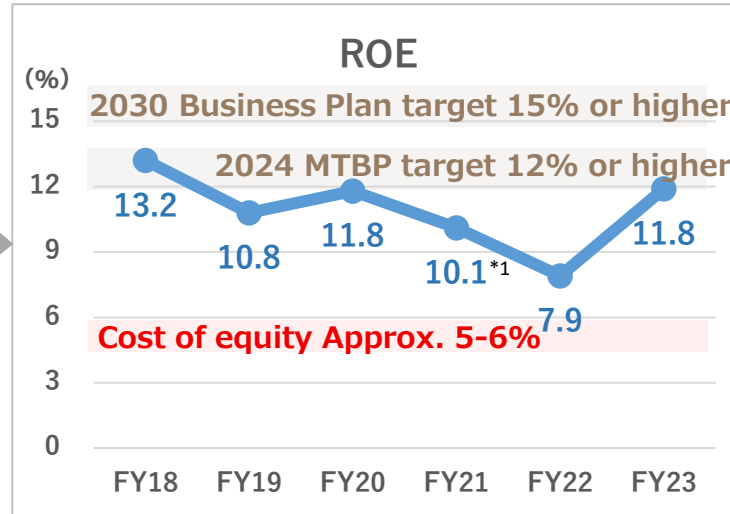 ROE
(%)
2030 Business Plan target 15% or higher
15
2024 MTBP target 12% or higher
12
13.2
10.8
11.8
10.1*1
7.9
11.8
9
6
Cost of equity Approx. 5-6%
3
0
FY18 FY19 FY20 FY21 FY22 FY23